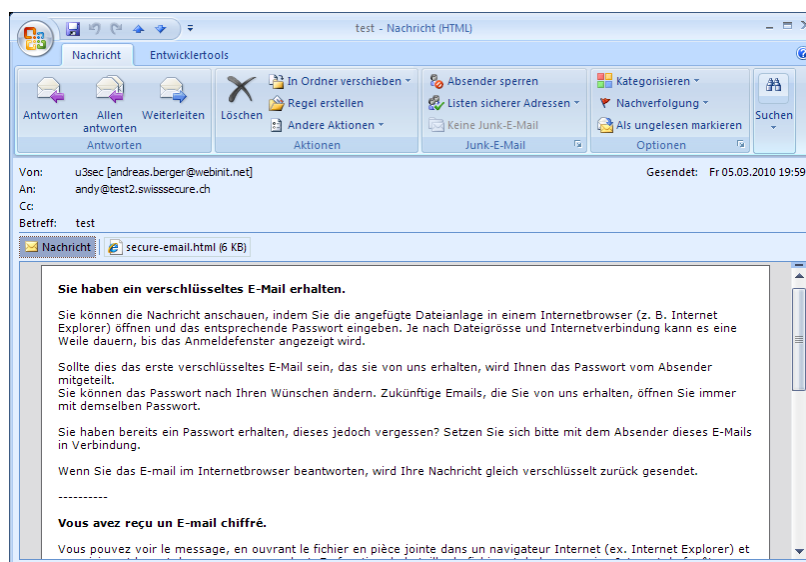 test - Nachricht (HTML)
Nachricht Entwicklertools
Antworten
Allen antworten
Weiterleiten
Antworten
Löschen
In Ordner verschieben
Regel erstellen
Andere Aktionen
Aktionen
Absender sperren
Listen sicherer Adressen
Keine Junk-E-Mail
Junk-E-Mail
Kategorisieren
Nachverfolgung
Als ungelesen markieren
Optionen
Suchen
Von: u3sec [andreas.berger@webinit.net] Gesendet: Fr 05.03.2010 19:59
An: andy@test2.swisssecure.ch
Cc:
Betreff: test
Nachricht secure-email.html (6 KB)
Sie haben ein verschlüsseltes E-Mail erhalten.
Sie können die Nachricht anschauen, indem Sie die angefügte Dateianlage in einem Internetbrowser (z. B. Internet
Explorer) öffnen und das entsprechende Passwort eingeben. Je nach Dateigrösse und Internetverbindung kann es eine
Weile dauern, bis das Anmeldefenster angezeigt wird.
Sollte dies das erste verschlüsseltes E-Mail sein, das sie von uns erhalten, wird Ihnen das Passwort vom Absender
mitgeteilt.
Sie können das Passwort nach Ihren Wünschen ändern. Zukünftige Emails, die Sie von uns erhalten, öffnen Sie immer
mit demselben Passwort.
Sie haben bereits ein Passwort erhalten, dieses jedoch vergessen? Setzen Sie sich bitte mit dem Absender dieses E-Mails
in Verbindung.
Wenn Sie das E-mail im Internetbrowser beantworten, wird Ihre Nachricht gleich verschlüsselt zurück gesendet.
----------
Vous avez reçu un E-mail chiffré.
Vous pouvez voir le message, en ouvrant le fichier en pièce jointe dans un navigateur Internet (ex. Internet Explorer) et